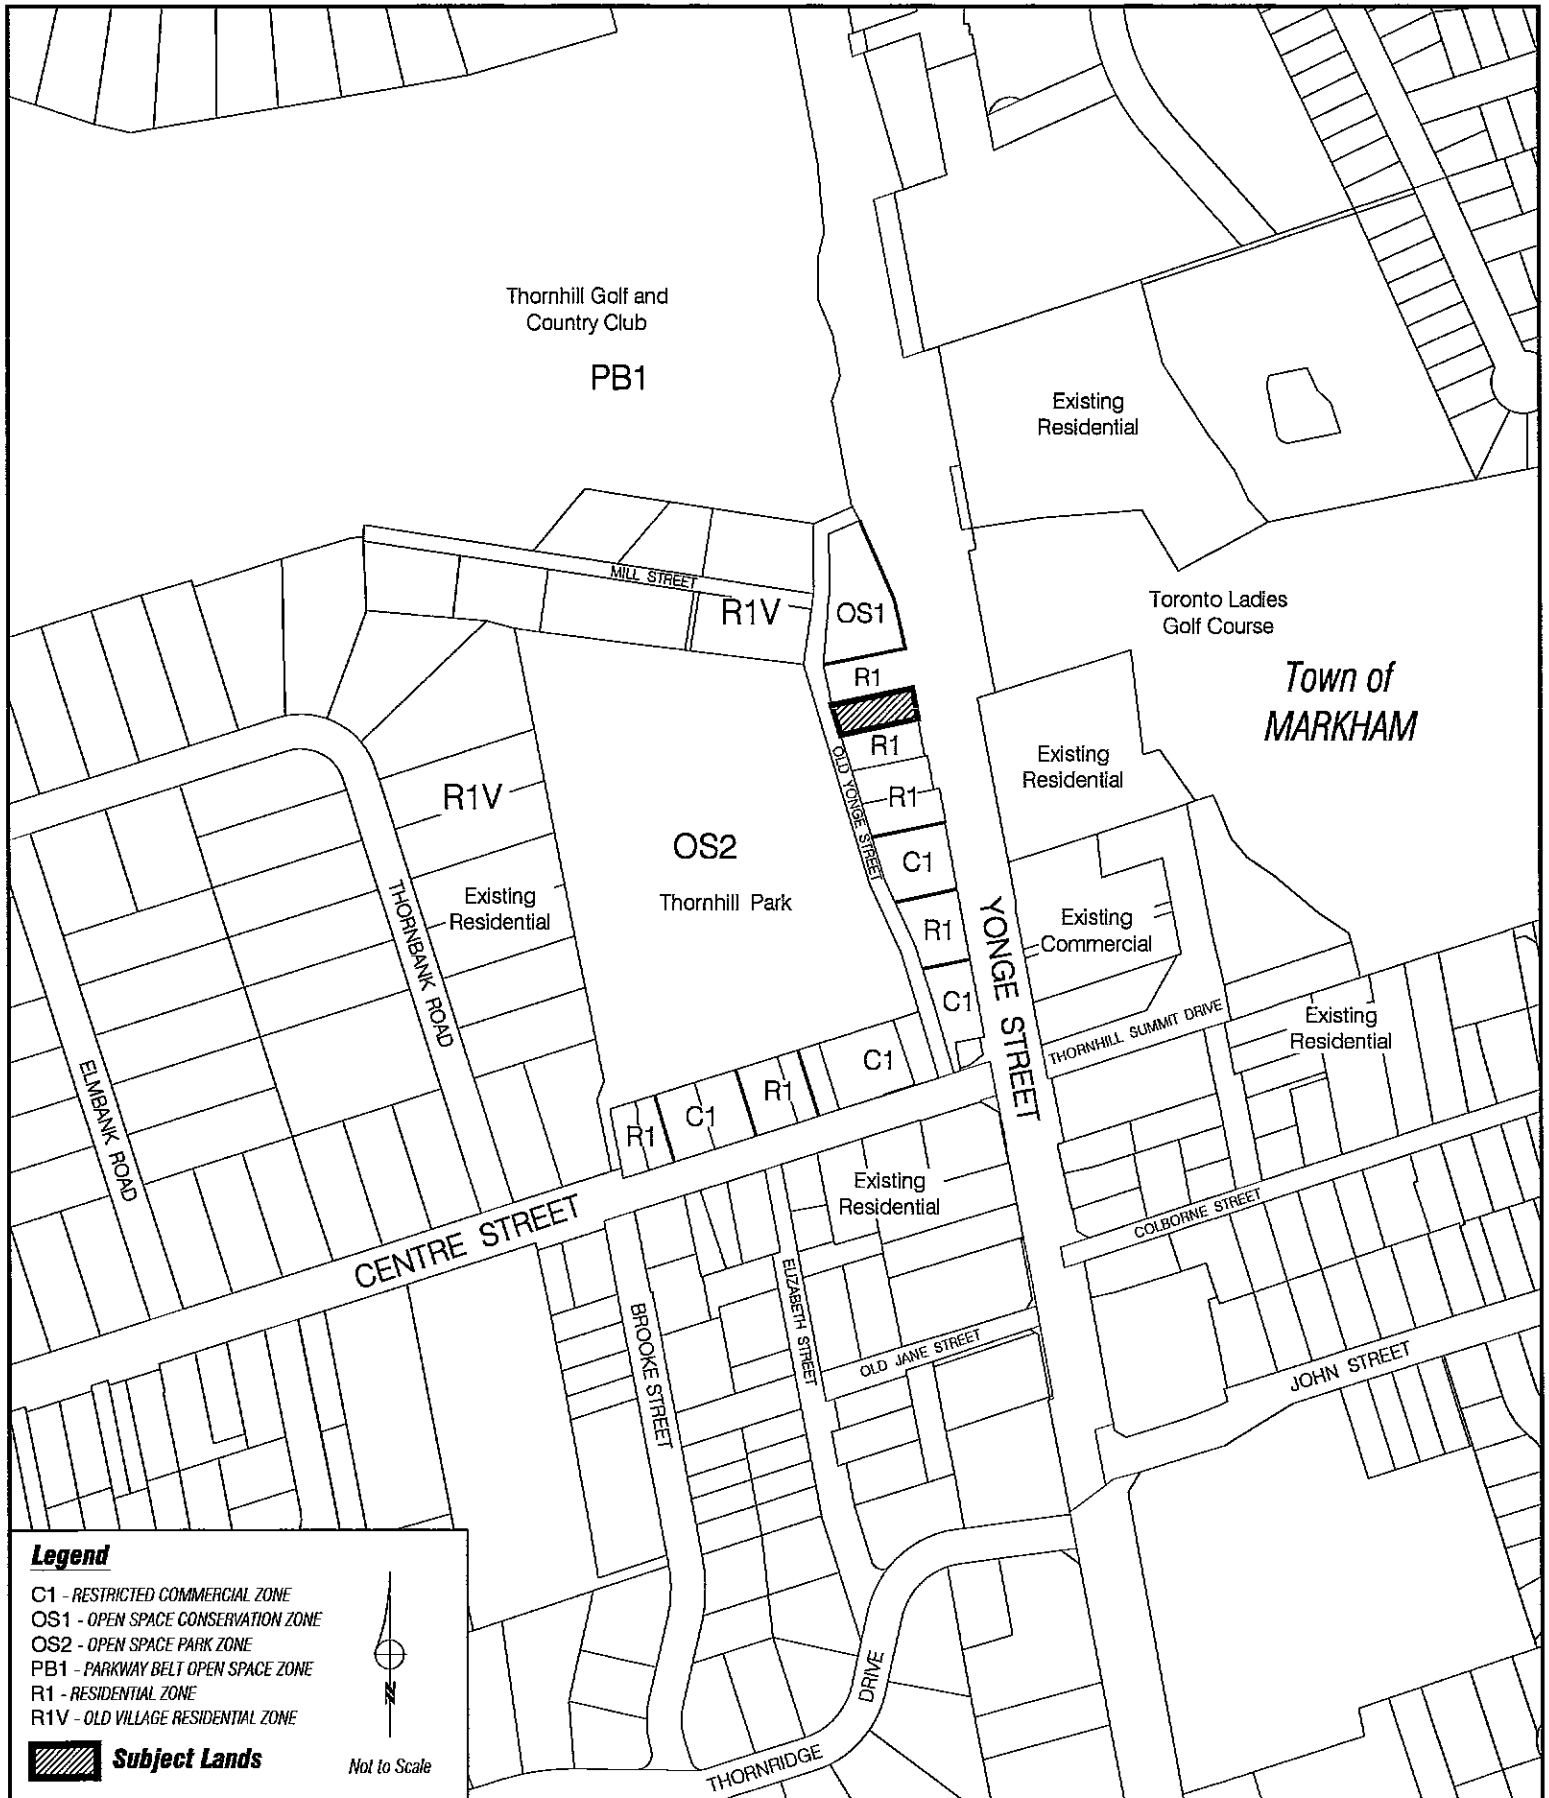 Thornhill Golf and
Country Club
PB1
Existing
Residential
MILL STREET
R1V
OS1
Toronto Ladies
Golf Course
Town of
MARKHAM
R1
R1
OLD YONGE STREET
Existing
Residential
R1V
R1
OS2
C1
Thornhill Park
Existing
Residential
THORNBANK ROAD
R1
YONGE STREET
Existing
Commercial
C1
THORNHILL SUMMIT DRIVE
Existing
Residential
ELMBANK ROAD
C1
R1
C1
R1
Existing
Residential
CENTRE STREET
COLBORNE STREET
BROOKE STREET
ELIZABETH STREET
OLD JANE STREET
JOHN STREET
THORNRIDGE
DRIVE
Legend
C1 - RESTRICTED COMMERCIAL ZONE
OS1 - OPEN SPACE CONSERVATION ZONE
OS2 - OPEN SPACE PARK ZONE
PB1 - PARKWAY BELT OPEN SPACE ZONE
R1 - RESIDENTIAL ZONE
R1V - OLD VILLAGE RESIDENTIAL ZONE
Subject Lands
N
Not to Scale